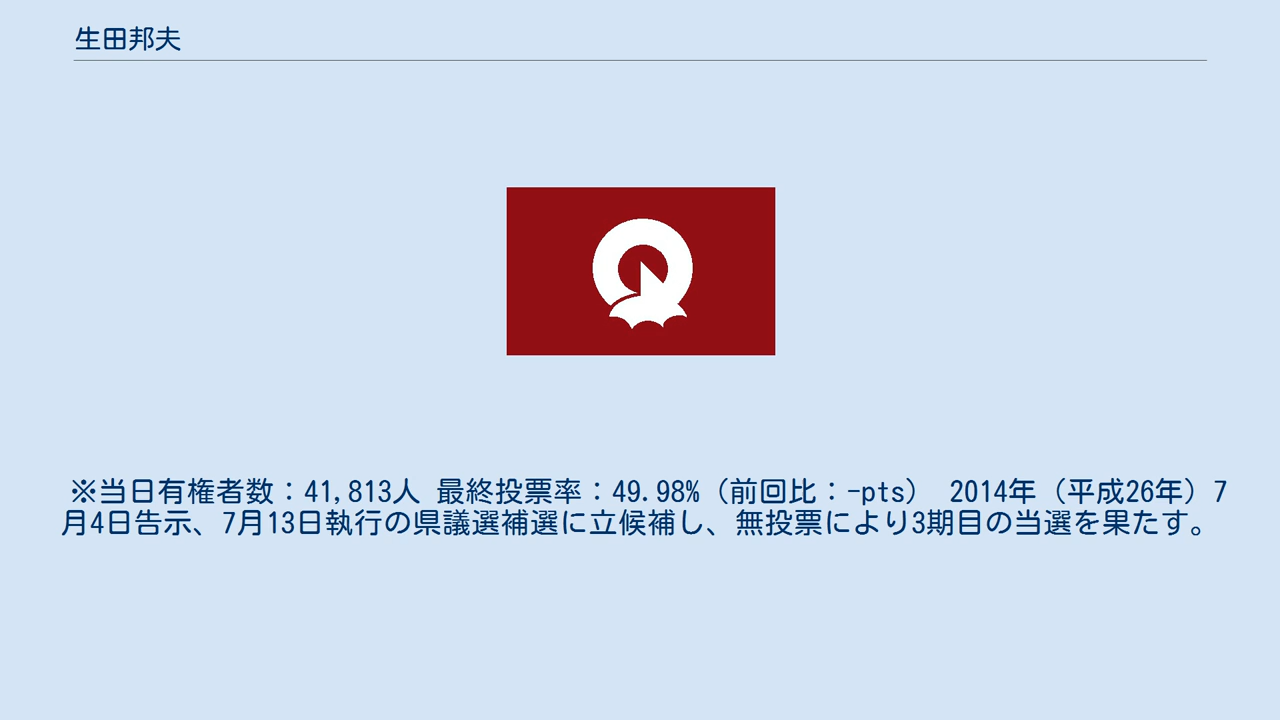 生田邦夫
※当日有権者数：41,813人 最終投票率：49.98%（前回比：-pts） 2014年（平成26年）7
月4日告示、7月13日執行の県議選補選に立候補し、無投票により3期目の当選を果たす。